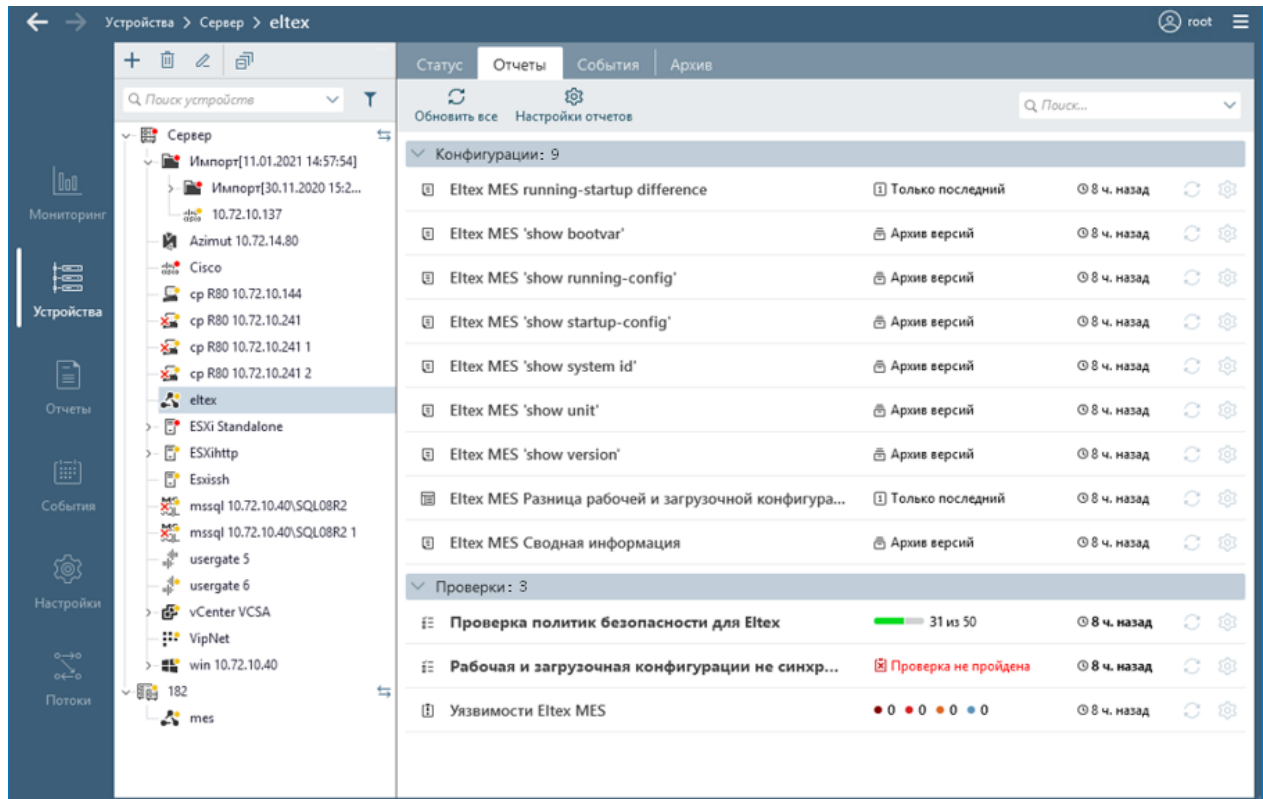 Устройства > Сервер > eltex
root
Мониторинг
Устройства
Отчеты
События
Настройки
Потоки
Поиск устройств
Сервер
Импорт[11.01.2021 14:57:54]
Импорт[30.11.2020 15:2...
10.72.10.137
Azimut 10.72.14.80
Cisco
cp R80 10.72.10.144
cp R80 10.72.10.241
cp R80 10.72.10.241 1
cp R80 10.72.10.241 2
eltex
ESXi Standalone
ESXihttp
Esxissh
mssql 10.72.10.40\SQL08R2
mssql 10.72.10.40\SQL08R2 1
usergate 5
usergate 6
vCenter VCSA
VipNet
win 10.72.10.40
182
mes
Статус Отчеты События Архив
Обновить все Настройки отчетов
Поиск...
Конфигурации: 9
Eltex MES running-startup difference 1 Только последний 8 ч. назад
Eltex MES 'show bootvar' Архив версий 8 ч. назад
Eltex MES 'show running-config' Архив версий 8 ч. назад
Eltex MES 'show startup-config' Архив версий 8 ч. назад
Eltex MES 'show system id' Архив версий 8 ч. назад
Eltex MES 'show unit' Архив версий 8 ч. назад
Eltex MES 'show version' Архив версий 8 ч. назад
Eltex MES Разница рабочей и загрузочной конфигура... 1 Только последний 8 ч. назад
Eltex MES Сводная информация Архив версий 8 ч. назад
Проверки: 3
Проверка политик безопасности для Eltex 31 из 50 8 ч. назад
Рабочая и загрузочная конфигурации не синхр... Проверка не пройдена 8 ч. назад
Уязвимости Eltex MES 0 0 0 0 8 ч. назад